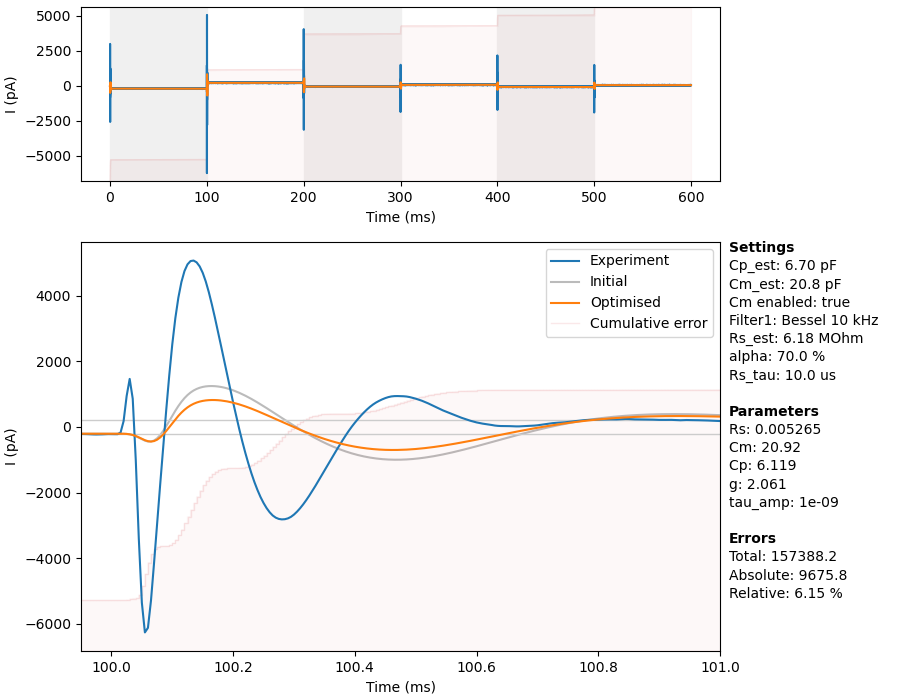 5000
2500
0
−2500
−5000
I (pA)
0 100 200 300 400 500 600
Time (ms)
4000
2000
0
−2000
−4000
−6000
I (pA)
100.0 100.2 100.4 100.6 100.8 101.0
Time (ms)
Experiment
Initial
Optimised
Cumulative error
Settings
Cp_est: 6.70 pF
Cm_est: 20.8 pF
Cm enabled: true
Filter1: Bessel 10 kHz
Rs_est: 6.18 MOhm
alpha: 70.0 %
Rs_tau: 10.0 us
Parameters
Rs: 0.005265
Cm: 20.92
Cp: 6.119
g: 2.061
tau_amp: 1e-09
Errors
Total: 157388.2
Absolute: 9675.8
Relative: 6.15 %